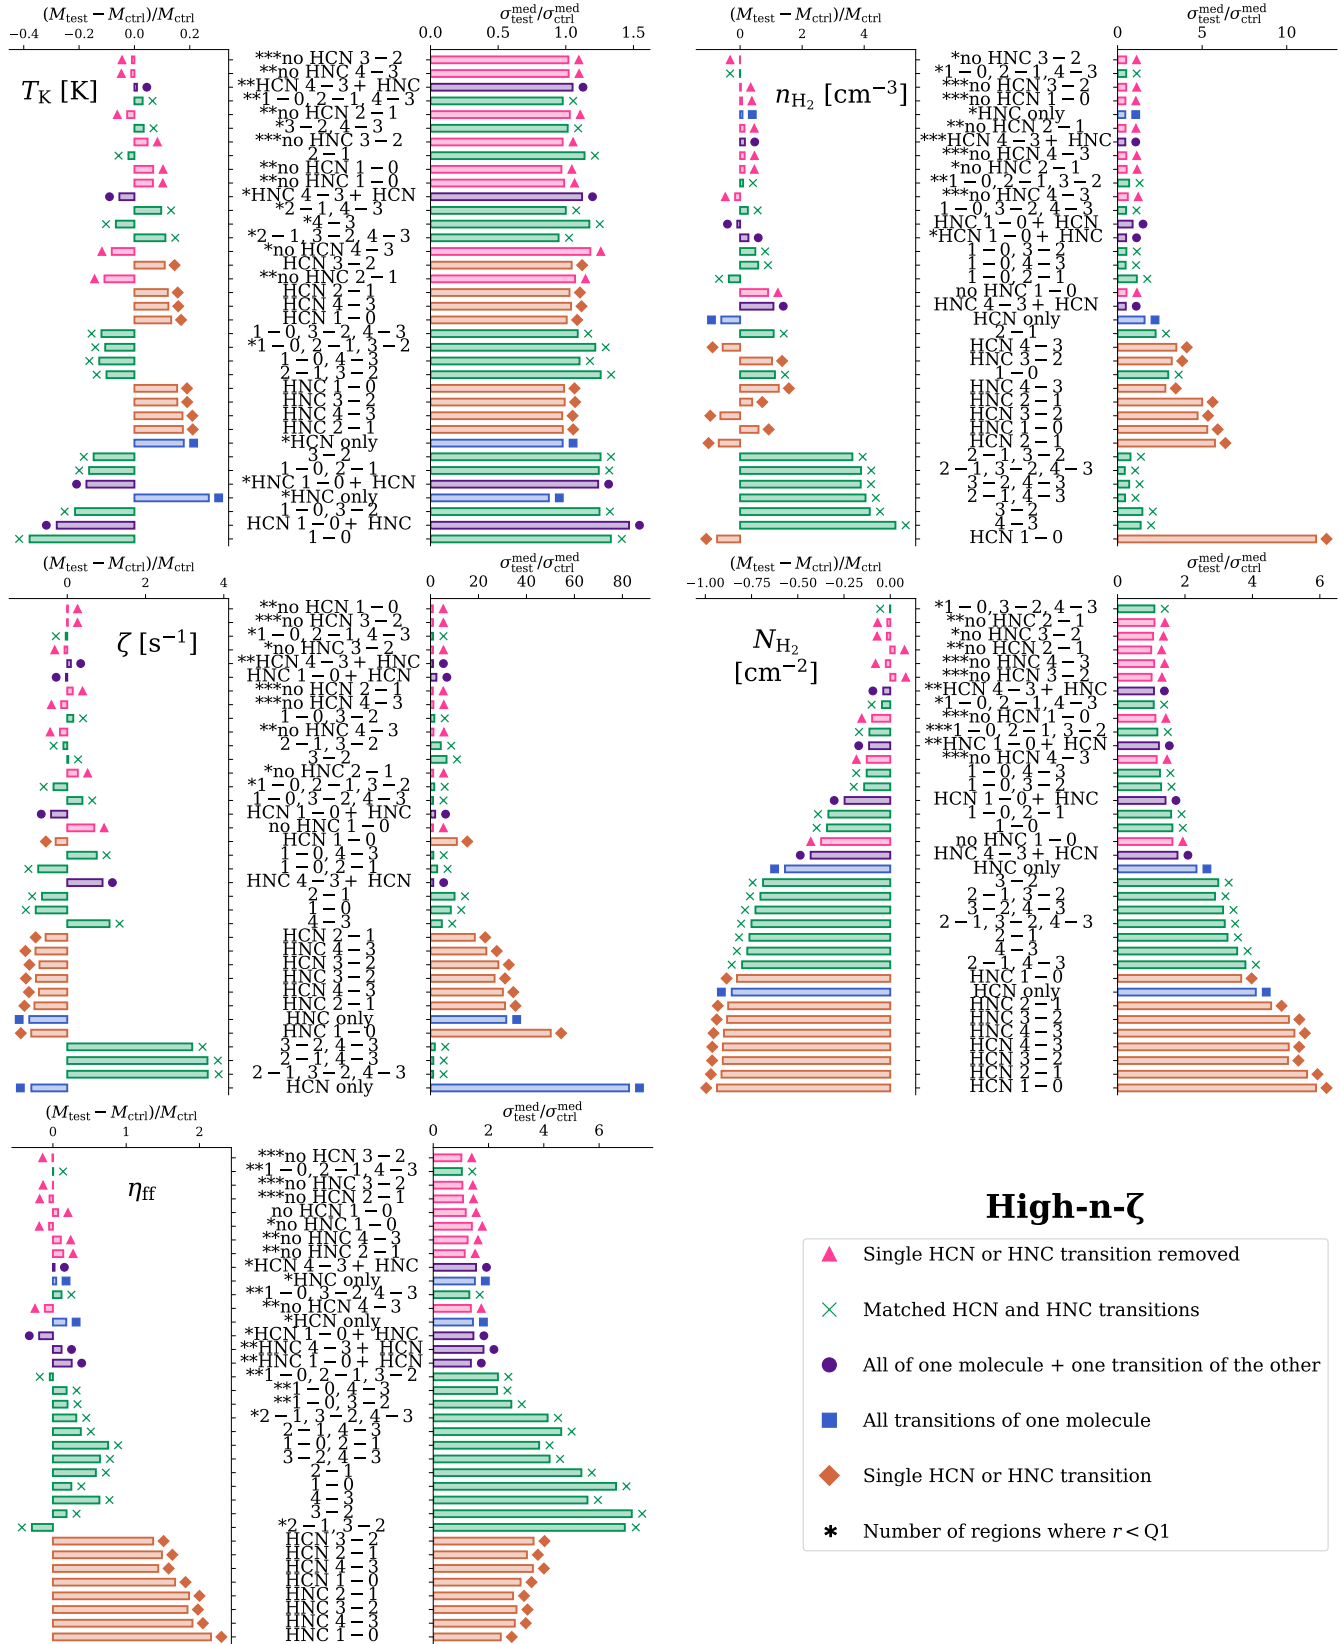 (M_test − M_ctrl)/M_ctrl
σ_test^med/σ_ctrl^med
−0.4 −0.2 0.0 0.2
0.0 0.5 1.0 1.5
T_K [K]
***no HCN 3−2
**no HNC 4−3
**HCN 4−3+ HNC
**1−0, 2−1, 4−3
**no HCN 2−1
*3−2, 4−3
***no HNC 3−2
2−1
**no HCN 1−0
**no HNC 1−0
*HNC 4−3+ HCN
*2−1, 4−3
*4−3
*2−1, 3−2, 4−3
*no HCN 4−3
HCN 3−2
**no HNC 2−1
HCN 2−1
HCN 4−3
HCN 1−0
1−0, 3−2, 4−3
*1−0, 2−1, 3−2
1−0, 4−3
2−1, 3−2
HNC 1−0
HNC 3−2
HNC 4−3
HNC 2−1
*HCN only
3−2
1−0, 2−1
*HNC 1−0+ HCN
*HNC only
1−0, 3−2
HCN 1−0+ HNC
1−0
(M_test − M_ctrl)/M_ctrl
σ_test^med/σ_ctrl^med
0 2 4
0 5 10
n_H₂ [cm⁻³]
*no HNC 3−2
*1−0, 2−1, 4−3
***no HCN 3−2
***no HCN 1−0
*HNC only
**no HCN 2−1
***HCN 4−3+ HNC
***no HCN 4−3
*no HNC 2−1
**1−0, 2−1, 3−2
***no HNC 4−3
1−0, 3−2, 4−3
HNC 1−0+ HCN
*HCN 1−0+ HNC
1−0, 3−2
1−0, 4−3
1−0, 2−1
no HNC 1−0
HNC 4−3+ HCN
HCN only
2−1
HCN 4−3
HNC 3−2
1−0
HNC 4−3
HNC 2−1
HCN 3−2
HNC 1−0
HCN 2−1
2−1, 3−2
2−1, 3−2, 4−3
3−2, 4−3
2−1, 4−3
3−2
4−3
HCN 1−0
(M_test − M_ctrl)/M_ctrl
σ_test^med/σ_ctrl^med
0 2 4
0 20 40 60 80
ζ [s⁻¹]
**no HCN 1−0
***no HCN 3−2
*1−0, 2−1, 4−3
*no HNC 3−2
**HCN 4−3+ HNC
HNC 1−0+ HCN
***no HCN 2−1
***no HCN 4−3
1−0, 3−2
**no HNC 4−3
2−1, 3−2
3−2
*no HNC 2−1
*1−0, 2−1, 3−2
1−0, 3−2, 4−3
HCN 1−0+ HNC
no HNC 1−0
HCN 1−0
1−0, 4−3
1−0, 2−1
HNC 4−3+ HCN
2−1
1−0
4−3
HCN 2−1
HNC 4−3
HCN 3−2
HNC 3−2
HCN 4−3
HNC 2−1
HNC only
HNC 1−0
3−2, 4−3
2−1, 4−3
2−1, 3−2, 4−3
HCN only
(M_test − M_ctrl)/M_ctrl
σ_test^med/σ_ctrl^med
−1.00 −0.75 −0.50 −0.25 0.00
0 2 4 6
N_H₂
[cm⁻²]
*1−0, 3−2, 4−3
**no HNC 2−1
*no HNC 3−2
**no HCN 2−1
***no HNC 4−3
***no HCN 3−2
**HCN 4−3+ HNC
*1−0, 2−1, 4−3
***no HCN 1−0
***1−0, 2−1, 3−2
**HNC 1−0+ HCN
***no HCN 4−3
1−0, 4−3
1−0, 3−2
HCN 1−0+ HNC
1−0, 2−1
1−0
no HNC 1−0
HNC 4−3+ HCN
HNC only
3−2
2−1, 3−2
3−2, 4−3
2−1, 3−2, 4−3
2−1
4−3
2−1, 4−3
HNC 1−0
HCN only
HNC 2−1
HNC 3−2
HNC 4−3
HCN 4−3
HCN 3−2
HCN 2−1
HCN 1−0
(M_test − M_ctrl)/M_ctrl
σ_test^med/σ_ctrl^med
0 1 2
0 2 4 6
η_ff
***no HCN 3−2
**1−0, 2−1, 4−3
***no HNC 3−2
***no HCN 2−1
no HCN 1−0
*no HNC 1−0
**no HCN 4−3
**no HNC 2−1
*HCN 4−3+ HNC
*HNC only
**1−0, 3−2, 4−3
**no HNC 4−3
*HCN only
*HCN 1−0+ HNC
**HNC 4−3+ HCN
**HNC 1−0+ HCN
**1−0, 2−1, 3−2
**1−0, 4−3
**1−0, 3−2
*2−1, 3−2, 4−3
2−1, 4−3
1−0, 2−1
3−2, 4−3
2−1
1−0
4−3
3−2
*2−1, 3−2
HCN 3−2
HCN 2−1
HCN 4−3
HCN 1−0
HNC 2−1
HNC 3−2
HNC 4−3
HNC 1−0
High-n-ζ
Single HCN or HNC transition removed
Matched HCN and HNC transitions
All of one molecule + one transition of the other
All transitions of one molecule
Single HCN or HNC transition
* Number of regions where r < Q1